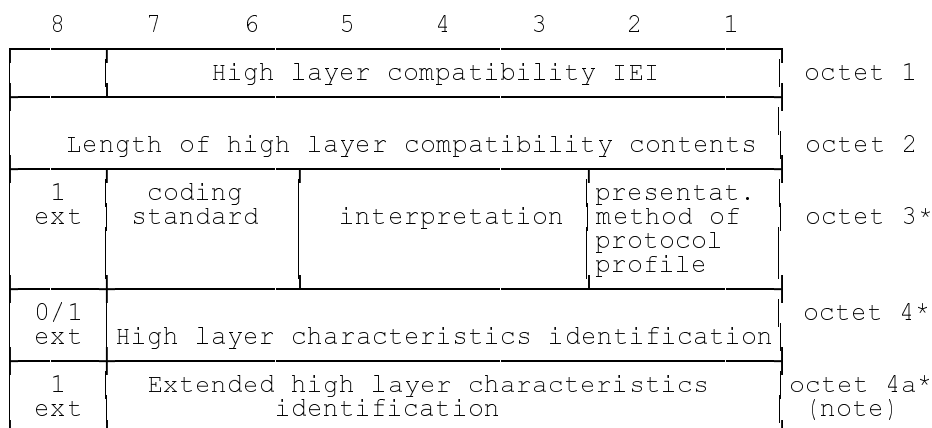 8 7 6 5 4 3 2 1
High layer compatibility IEI octet 1
Length of high layer compatibility contents octet 2
1 coding presentat.
ext standard interpretation method of octet 3*
protocol
profile
0/1 octet 4*
ext High layer characteristics identification
1 Extended high layer characteristics octet 4a*
ext identification (note)